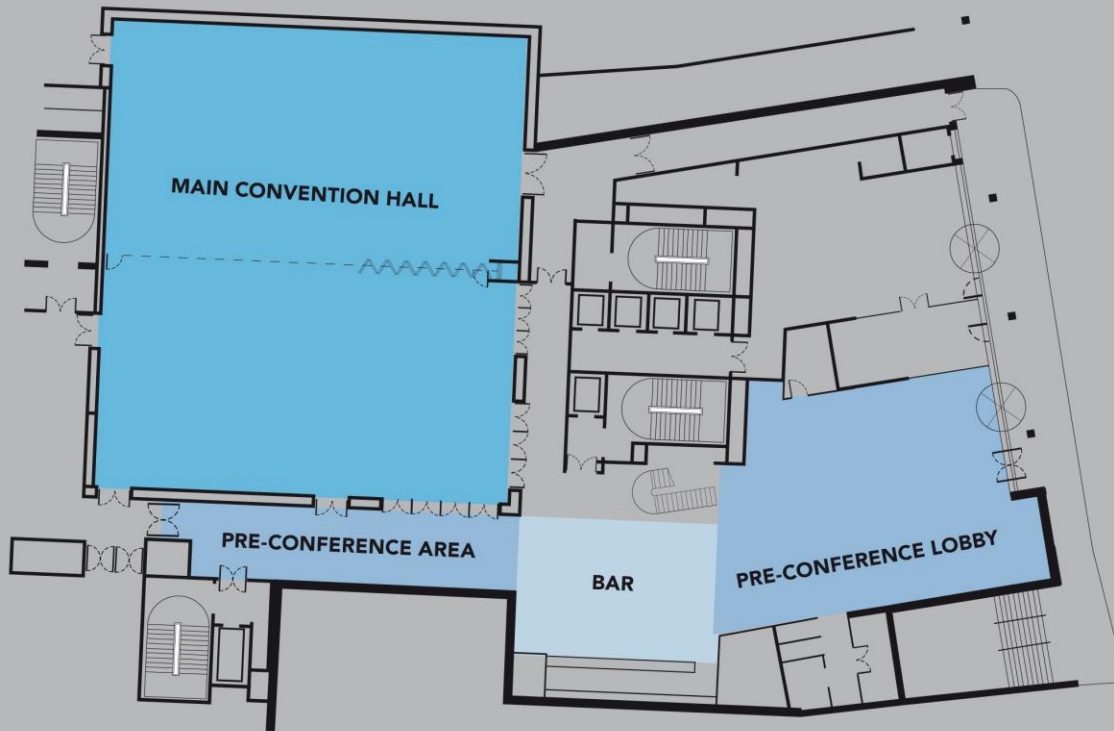 MAIN CONVENTION HALL
PRE-CONFERENCE AREA
BAR
PRE-CONFERENCE LOBBY